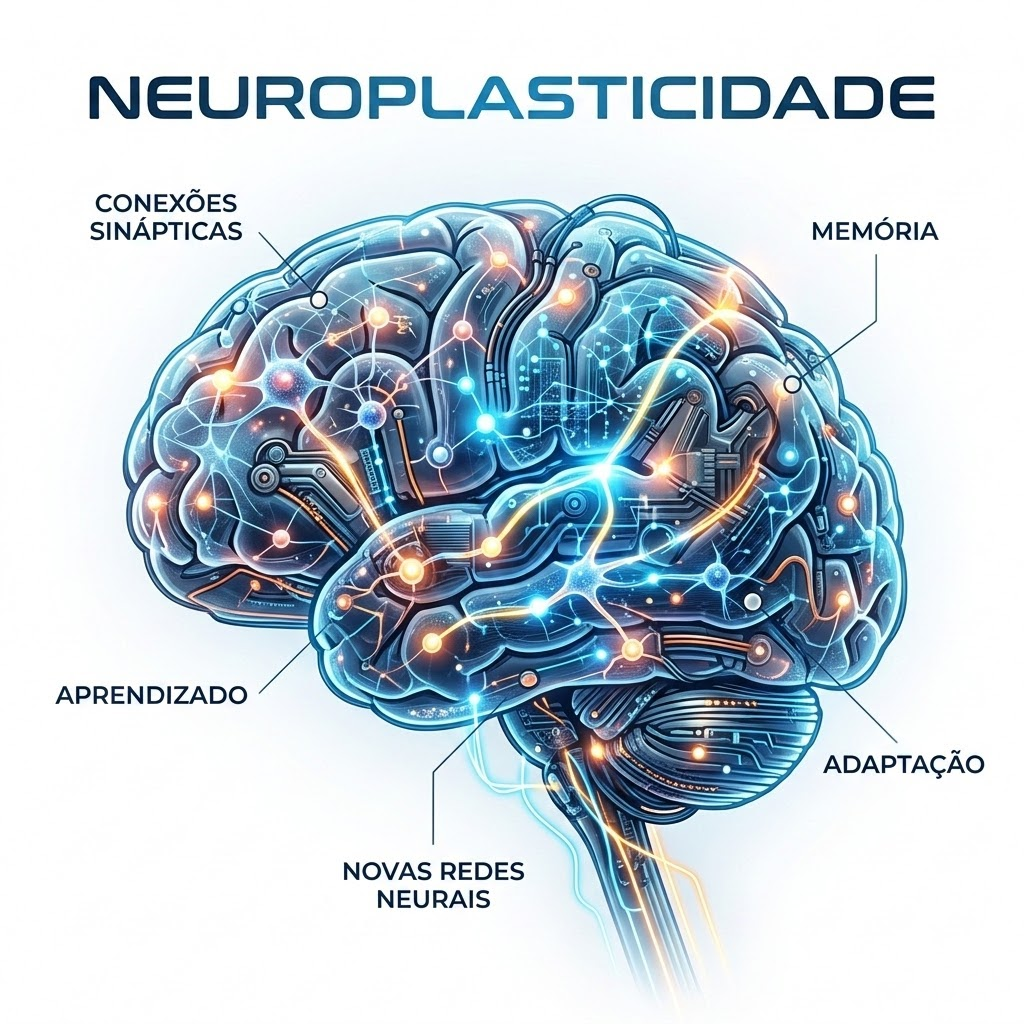 NEUROPLASTICIDADE
CONEXÕES
SINÁPTICAS
MEMÓRIA
APRENDIZADO
ADAPTAÇÃO
NOVAS REDES
NEURAIS